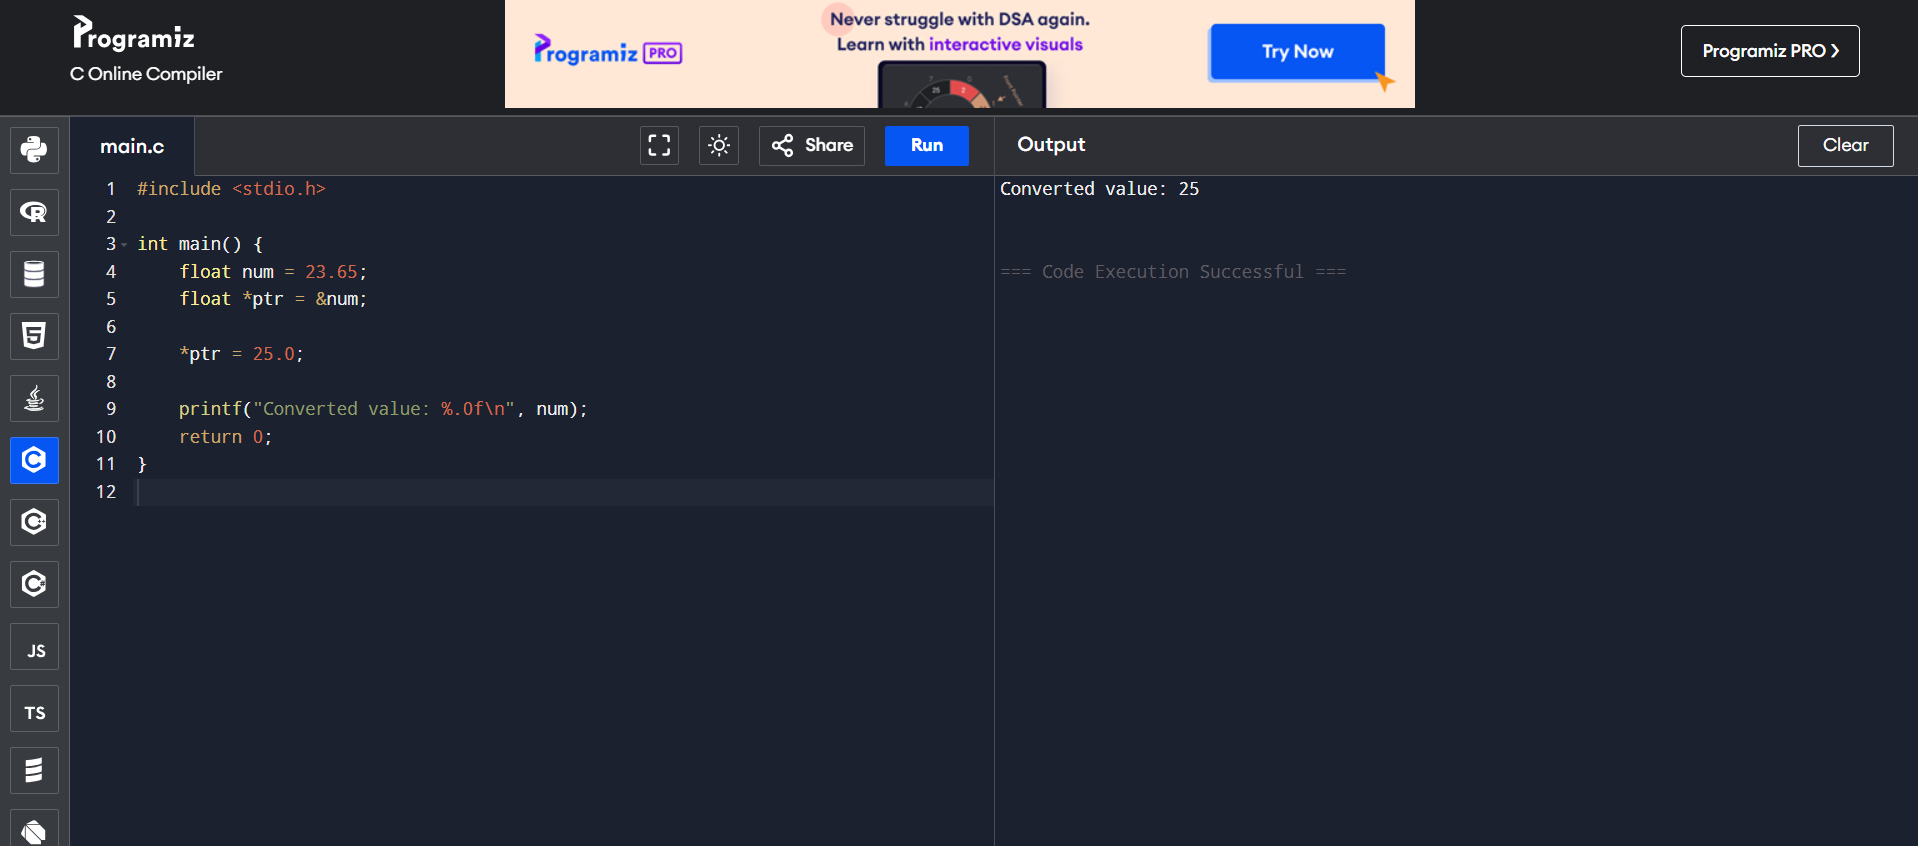 Programiz
C Online Compiler
Programiz PRO
Never struggle with DSA again.
Learn with interactive visuals
Try Now
Programiz PRO ❯
main.c
Share
Run
Output
Clear
1 #include <stdio.h>
2
3 int main() {
4     float num = 23.65;
5     float *ptr = &num;
6
7     *ptr = 25.0;
8
9     printf("Converted value: %.0f\n", num);
10     return 0;
11 }
12
Converted value: 25
=== Code Execution Successful ===
JS
TS